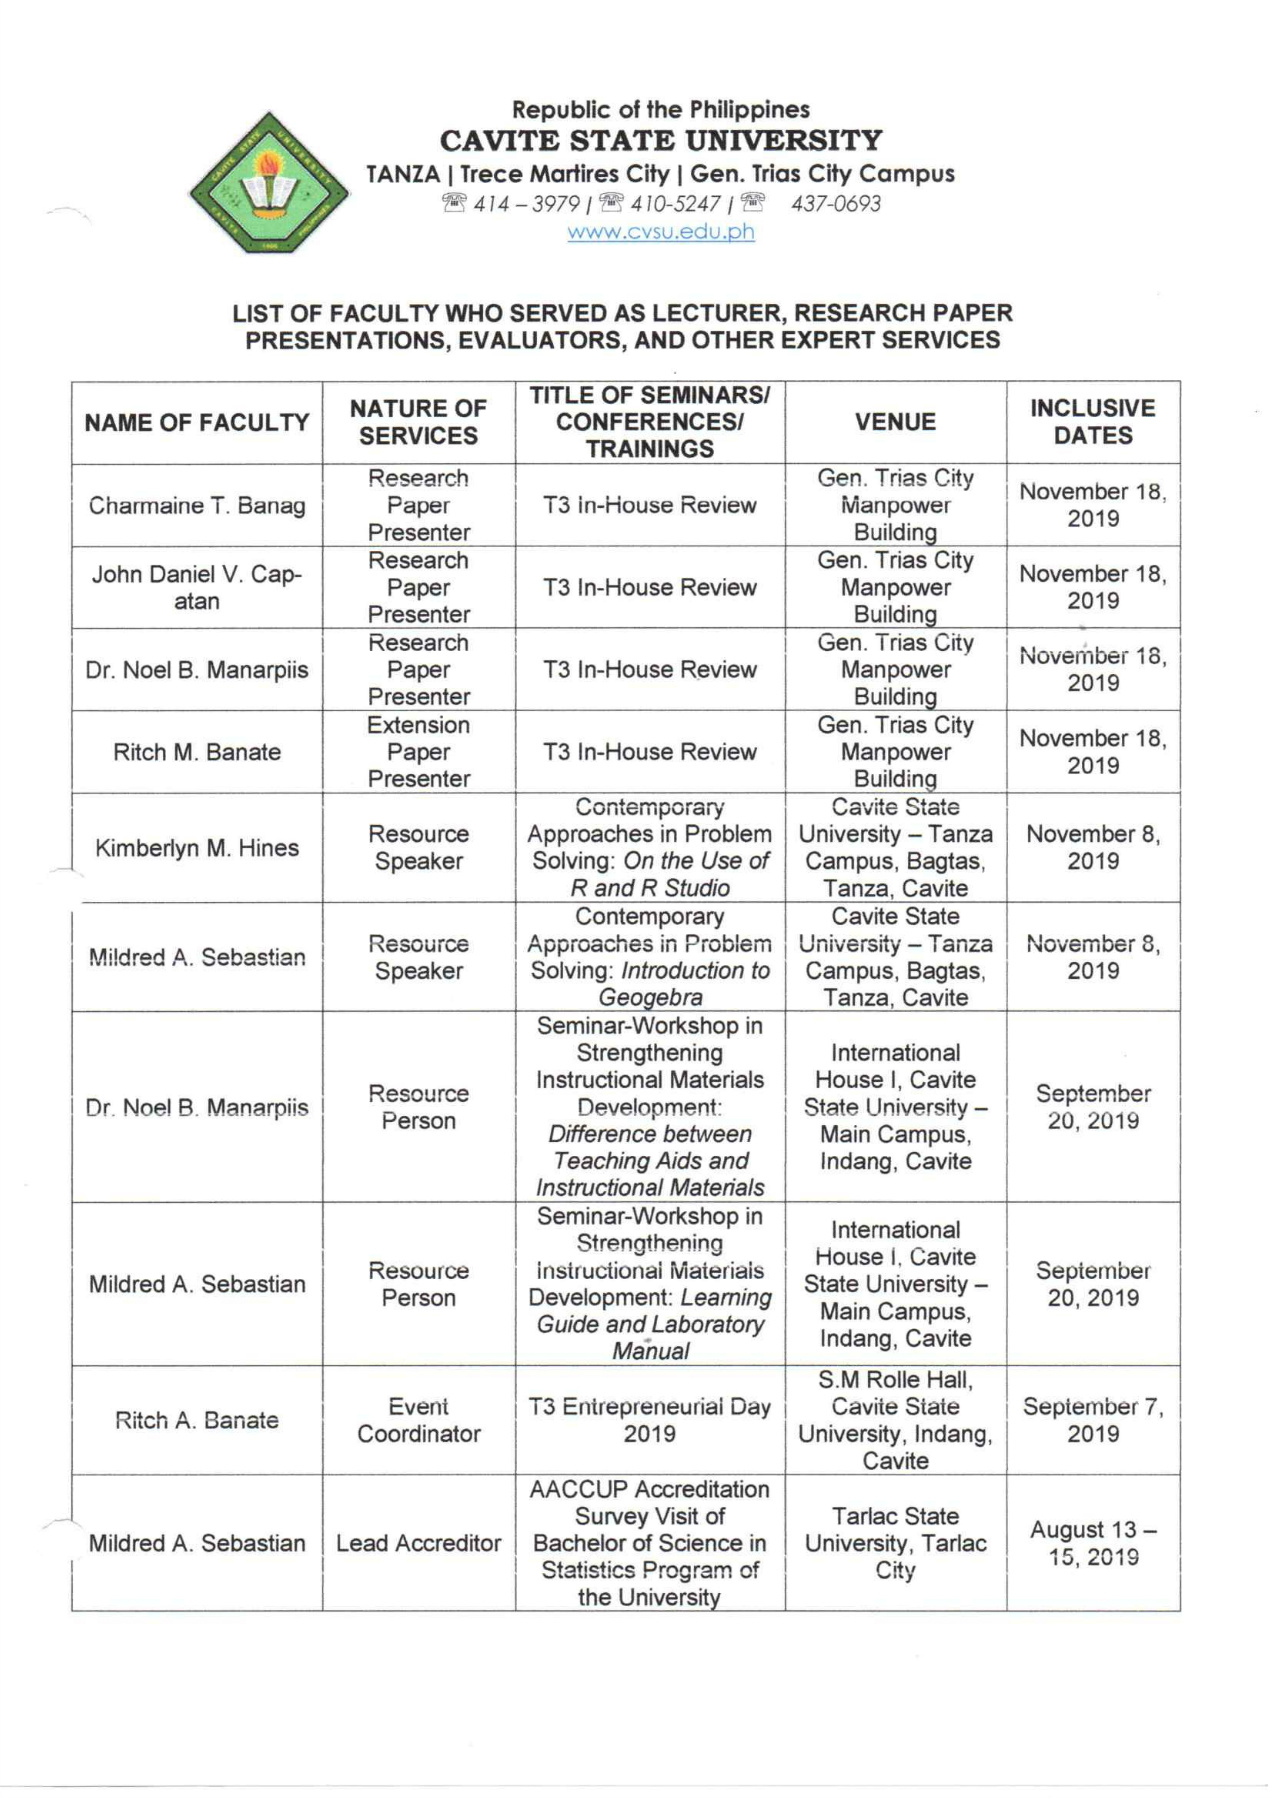 Republic of the Philippines
CAVITE STATE UNIVERSITY
TANZA | Trece Martires City | Gen. Trias City Campus
☏ 414 – 3979 | ☏ 410-5247 | ☏ 437-0693
www.cvsu.edu.ph
CAVITE STATE UNIVERSITY
CAVITE 1906 PHILIPPINES
LIST OF FACULTY WHO SERVED AS LECTURER, RESEARCH PAPER
PRESENTATIONS, EVALUATORS, AND OTHER EXPERT SERVICES
NAME OF FACULTY
NATURE OF
SERVICES
TITLE OF SEMINARS/
CONFERENCES/
TRAININGS
VENUE
INCLUSIVE
DATES
Charmaine T. Banag
Research
Paper
Presenter
T3 In-House Review
Gen. Trias City
Manpower
Building
November 18,
2019
John Daniel V. Cap-
atan
Research
Paper
Presenter
T3 In-House Review
Gen. Trias City
Manpower
Building
November 18,
2019
Dr. Noel B. Manarpiis
Research
Paper
Presenter
T3 In-House Review
Gen. Trias City
Manpower
Building
November 18,
2019
Ritch M. Banate
Extension
Paper
Presenter
T3 In-House Review
Gen. Trias City
Manpower
Building
November 18,
2019
Kimberlyn M. Hines
Resource
Speaker
Contemporary
Approaches in Problem
Solving: On the Use of
R and R Studio
Cavite State
University – Tanza
Campus, Bagtas,
Tanza, Cavite
November 8,
2019
Mildred A. Sebastian
Resource
Speaker
Contemporary
Approaches in Problem
Solving: Introduction to
Geogebra
Cavite State
University – Tanza
Campus, Bagtas,
Tanza, Cavite
November 8,
2019
Dr. Noel B. Manarpiis
Resource
Person
Seminar-Workshop in
Strengthening
Instructional Materials
Development:
Difference between
Teaching Aids and
Instructional Materials
International
House I, Cavite
State University –
Main Campus,
Indang, Cavite
September
20, 2019
Mildred A. Sebastian
Resource
Person
Seminar-Workshop in
Strengthening
Instructional Materials
Development: Learning
Guide and Laboratory
Manual
International
House I, Cavite
State University –
Main Campus,
Indang, Cavite
September
20, 2019
Ritch A. Banate
Event
Coordinator
T3 Entrepreneurial Day
2019
S.M Rolle Hall,
Cavite State
University, Indang,
Cavite
September 7,
2019
Mildred A. Sebastian
Lead Accreditor
AACCUP Accreditation
Survey Visit of
Bachelor of Science in
Statistics Program of
the University
Tarlac State
University, Tarlac
City
August 13 –
15, 2019